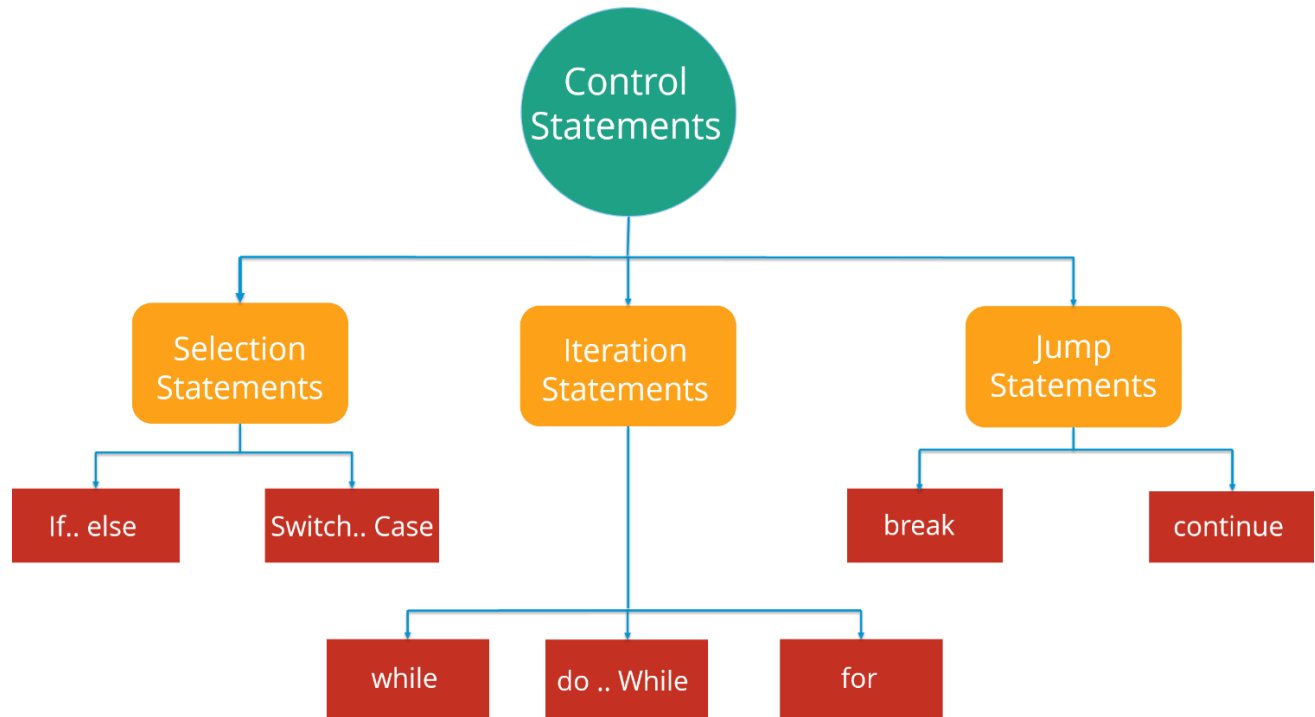 Control
Statements
Selection
Statements
Iteration
Statements
Jump
Statements
If.. else
Switch.. Case
break
continue
while
do .. While
for